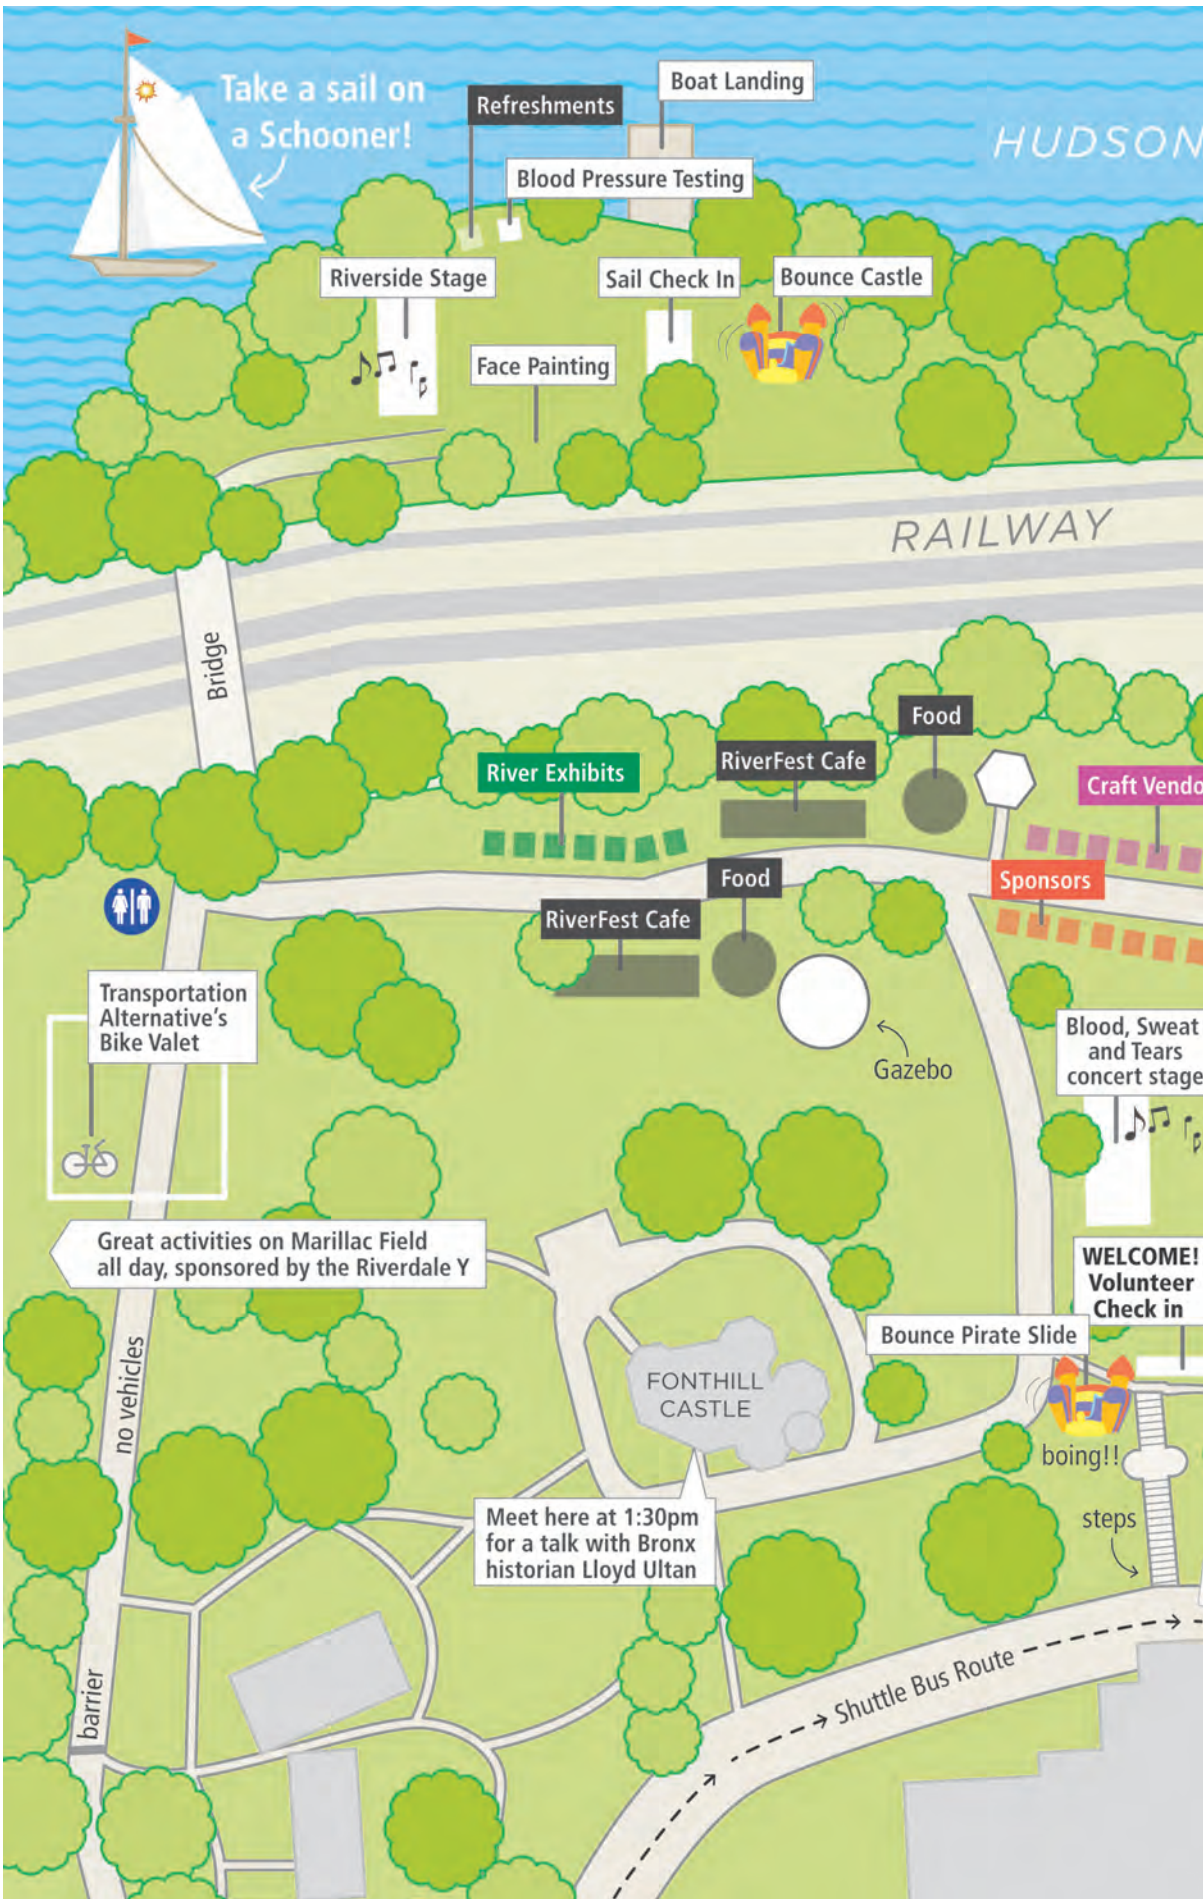 Take a sail on
a Schooner!
Boat Landing
Refreshments
HUDSON
Blood Pressure Testing
Riverside Stage
Sail Check In
Bounce Castle
Face Painting
RAILWAY
Bridge
Food
RiverFest Cafe
River Exhibits
Craft Vendo
Food
Sponsors
RiverFest Cafe
Transportation
Alternative's
Bike Valet
Gazebo
Blood, Sweat
and Tears
concert stage
Great activities on Marillac Field
all day, sponsored by the Riverdale Y
WELCOME!
Volunteer
Check in
Bounce Pirate Slide
no vehicles
FONTHILL
CASTLE
boing!!
Meet here at 1:30pm
for a talk with Bronx
historian Lloyd Ultan
steps
barrier
Shuttle Bus Route